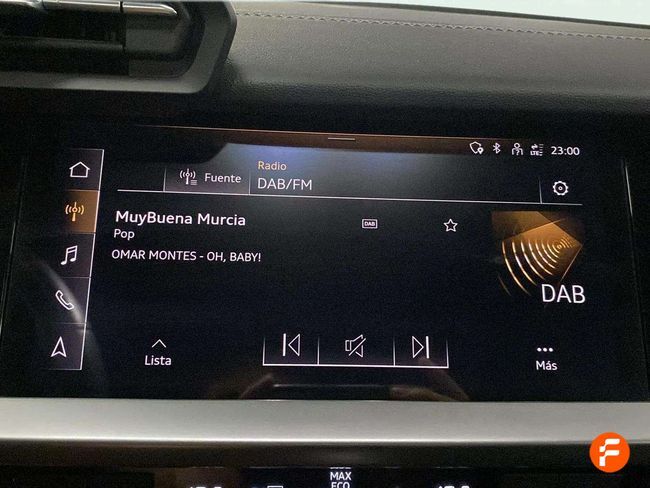 23:00
Radio
Fuente
DAB/FM
MuyBuena Murcia
DAB
Pop
OMAR MONTES - OH, BABY!
DAB
Lista
Más
MAX
ECO